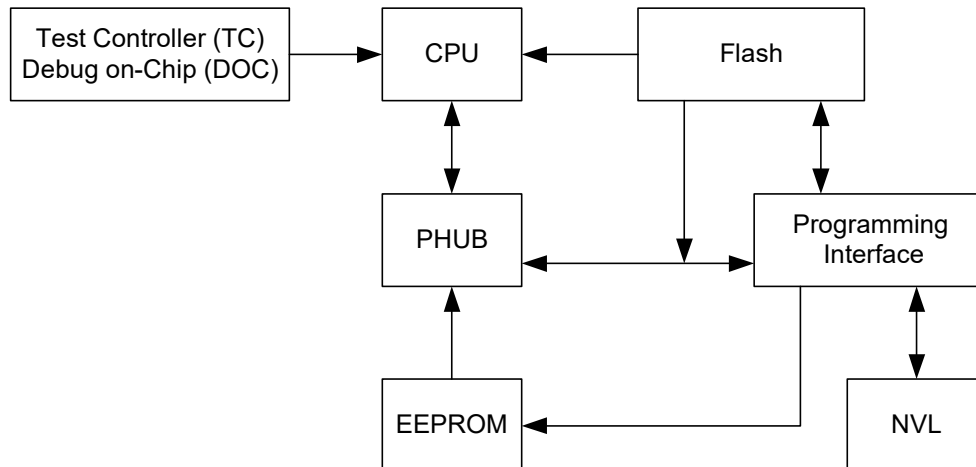 Test Controller (TC)
Debug on-Chip (DOC)
CPU
Flash
PHUB
Programming
Interface
EEPROM
NVL